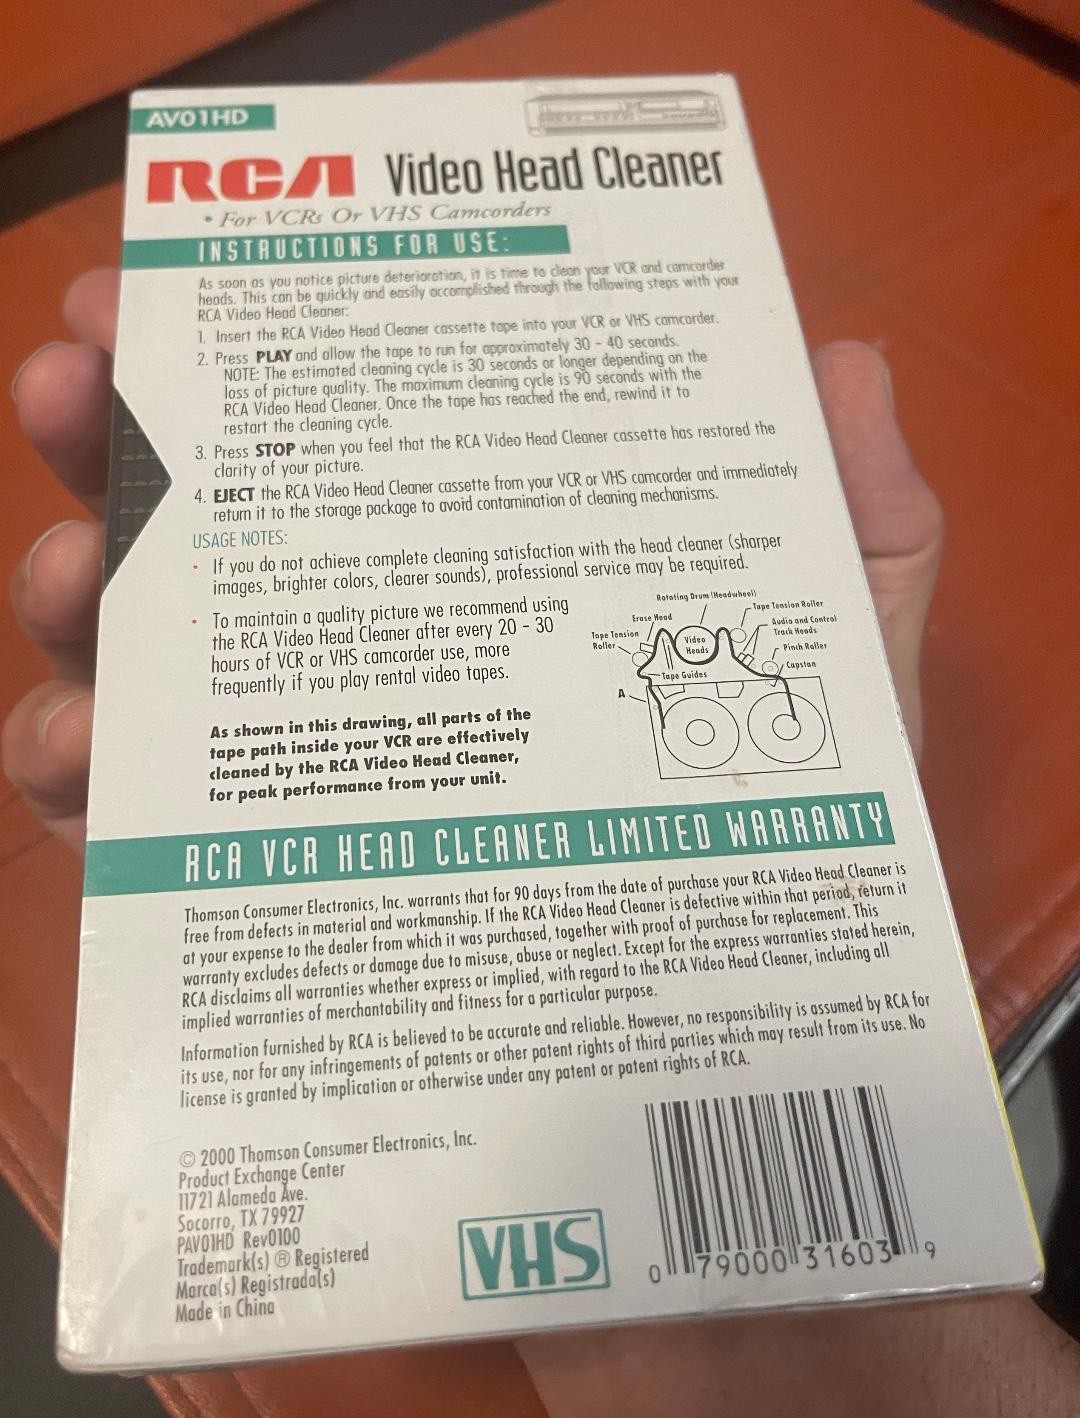 AV01HD
RCA Video Head Cleaner
• For VCRs Or VHS Camcorders
INSTRUCTIONS FOR USE:
As soon as you notice picture deterioration, it is time to clean your VCR and camcorder
heads. This can be quickly and easily accomplished through the following steps with your
RCA Video Head Cleaner:
1. Insert the RCA Video Head Cleaner cassette tape into your VCR or VHS camcorder.
2. Press PLAY and allow the tape to run for approximately 30 - 40 seconds.
NOTE: The estimated cleaning cycle is 30 seconds or longer depending on the
loss of picture quality. The maximum cleaning cycle is 90 seconds with the
RCA Video Head Cleaner. Once the tape has reached the end, rewind it to
restart the cleaning cycle.
3. Press STOP when you feel that the RCA Video Head Cleaner cassette has restored the
clarity of your picture.
4. EJECT the RCA Video Head Cleaner cassette from your VCR or VHS camcorder and immediately
return it to the storage package to avoid contamination of cleaning mechanisms.
USAGE NOTES:
• If you do not achieve complete cleaning satisfaction with the head cleaner (sharper
images, brighter colors, clearer sounds), professional service may be required.
• To maintain a quality picture we recommend using
the RCA Video Head Cleaner after every 20 - 30
hours of VCR or VHS camcorder use, more
frequently if you play rental video tapes.
As shown in this drawing, all parts of the
tape path inside your VCR are effectively
cleaned by the RCA Video Head Cleaner,
for peak performance from your unit.
Rotating Drum (Headwheel)
Erase Head
Tape Tension Roller
Tape Tension
Roller
Video
Heads
Audio and Control
Track Heads
Pinch Roller
Capstan
Tape Guides
A
RCA VCR HEAD CLEANER LIMITED WARRANTY
Thomson Consumer Electronics, Inc. warrants that for 90 days from the date of purchase your RCA Video Head Cleaner is
free from defects in material and workmanship. If the RCA Video Head Cleaner is defective within that period, return it
at your expense to the dealer from which it was purchased, together with proof of purchase for replacement. This
warranty excludes defects or damage due to misuse, abuse or neglect. Except for the express warranties stated herein,
RCA disclaims all warranties whether express or implied, with regard to the RCA Video Head Cleaner, including all
implied warranties of merchantability and fitness for a particular purpose.
Information furnished by RCA is believed to be accurate and reliable. However, no responsibility is assumed by RCA for
its use, nor for any infringements of patents or other patent rights of third parties which may result from its use. No
license is granted by implication or otherwise under any patent or patent rights of RCA.
© 2000 Thomson Consumer Electronics, Inc.
Product Exchange Center
11721 Alameda Ave.
Socorro, TX 79927
PAV01HD Rev0100
Trademark(s) ® Registered
Marca(s) Registrada(s)
Made in China
VHS
0 79000 31603 9